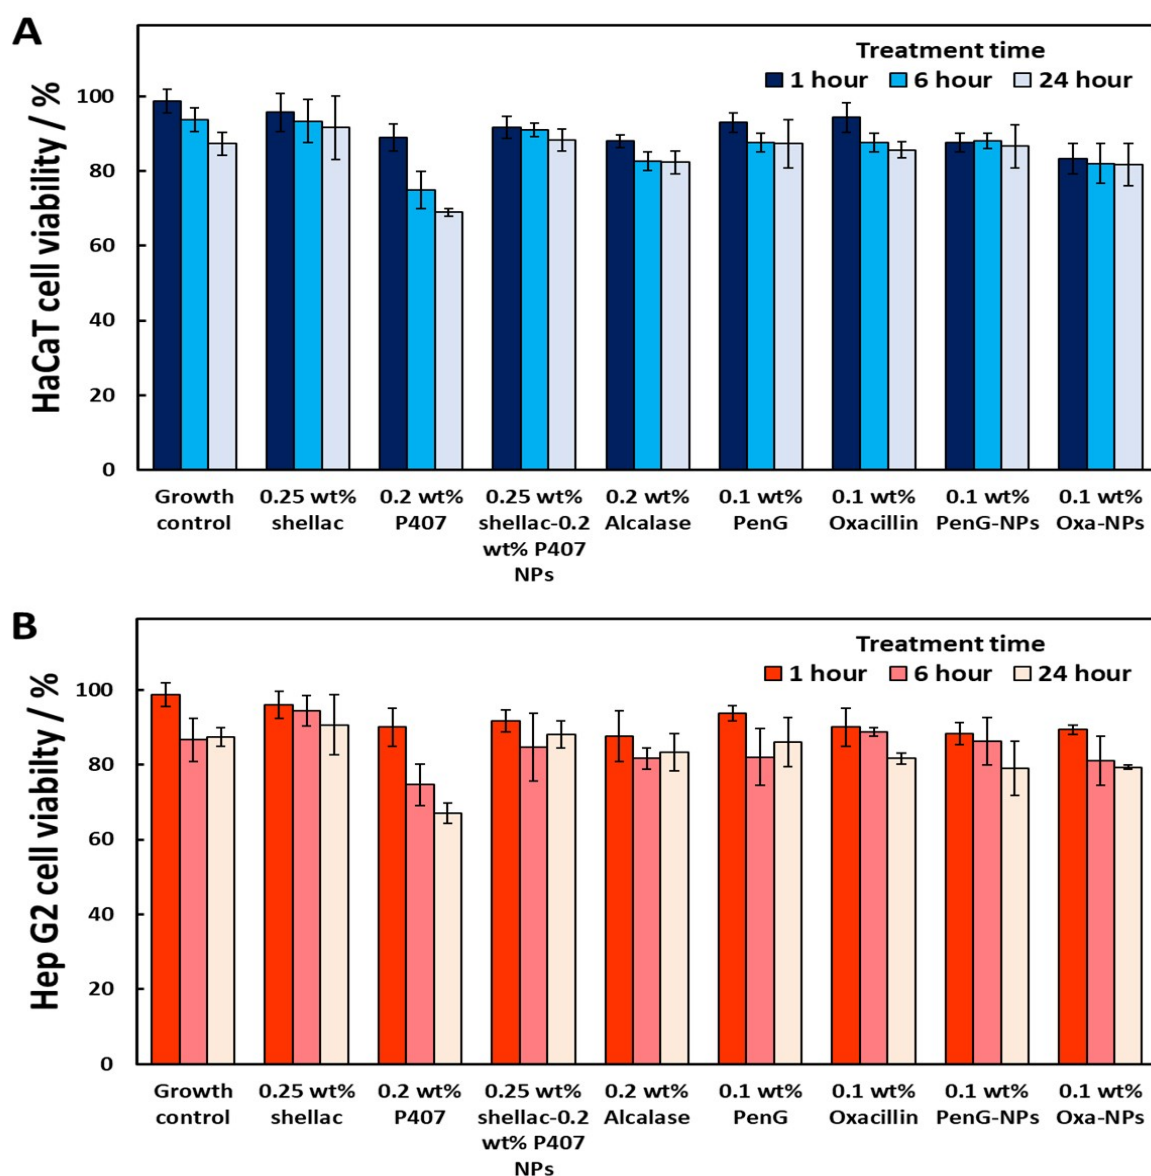 A
HaCaT cell viability / %
Treatment time
1 hour 6 hour 24 hour
100
80
60
40
20
0
Growth control
0.25 wt% shellac
0.2 wt% P407
0.25 wt% shellac-0.2 wt% P407 NPs
0.2 wt% Alcalase
0.1 wt% PenG
0.1 wt% Oxacillin
0.1 wt% PenG-NPs
0.1 wt% Oxa-NPs
B
Hep G2 cell viabilty / %
Treatment time
1 hour 6 hour 24 hour
100
80
60
40
20
0
Growth control
0.25 wt% shellac
0.2 wt% P407
0.25 wt% shellac-0.2 wt% P407 NPs
0.2 wt% Alcalase
0.1 wt% PenG
0.1 wt% Oxacillin
0.1 wt% PenG-NPs
0.1 wt% Oxa-NPs